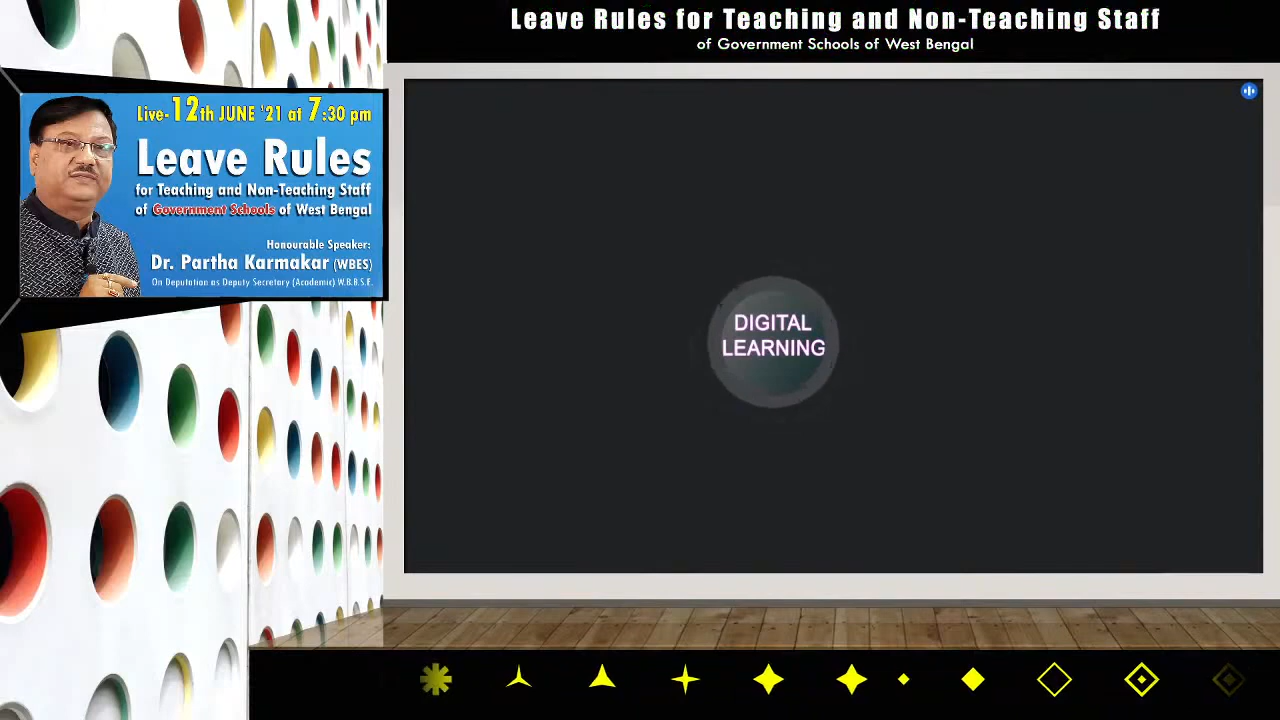 Leave Rules for Teaching and Non-Teaching Staff
of Government Schools of West Bengal
Live-12th JUNE '21 at 7:30 pm
Leave Rules
for Teaching and Non-Teaching Staff
of Government Schools of West Bengal
Honourable Speaker:
Dr. Partha Karmakar (WBES)
On Deputation as Deputy Secretary (Academic) W.B.B.S.E.
DIGITAL
LEARNING